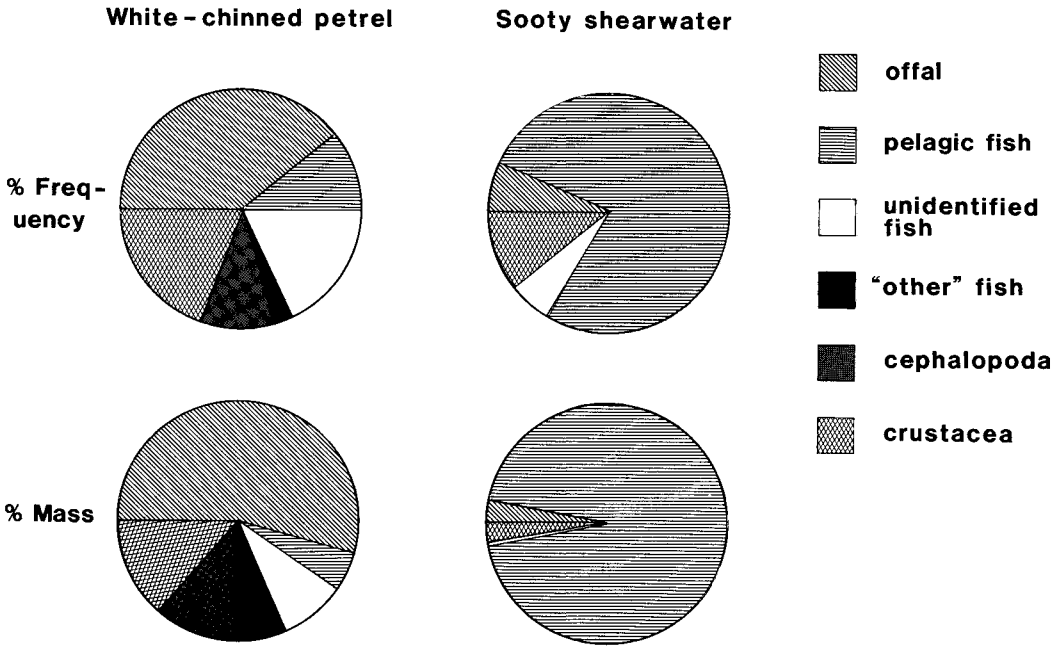 White-chinned petrel
Sooty shearwater
% Freq-
uency
% Mass
offal
pelagic fish
unidentified
fish
“other” fish
cephalopoda
crustacea